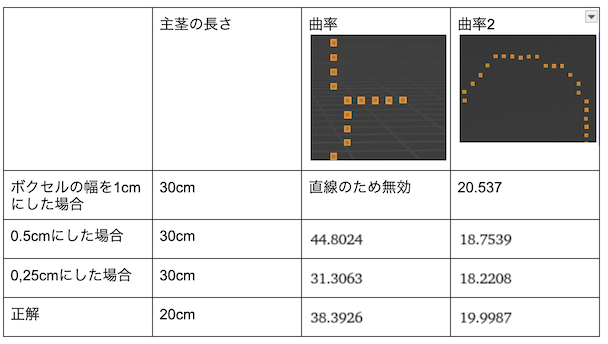 主茎の長さ
曲率
曲率2
ボクセルの幅を1cm
にした場合
30cm
直線のため無効
20.537
0.5cmにした場合
30cm
44.8024
18.7539
0,25cmにした場合
30cm
31.3063
18.2208
正解
20cm
38.3926
19.9987